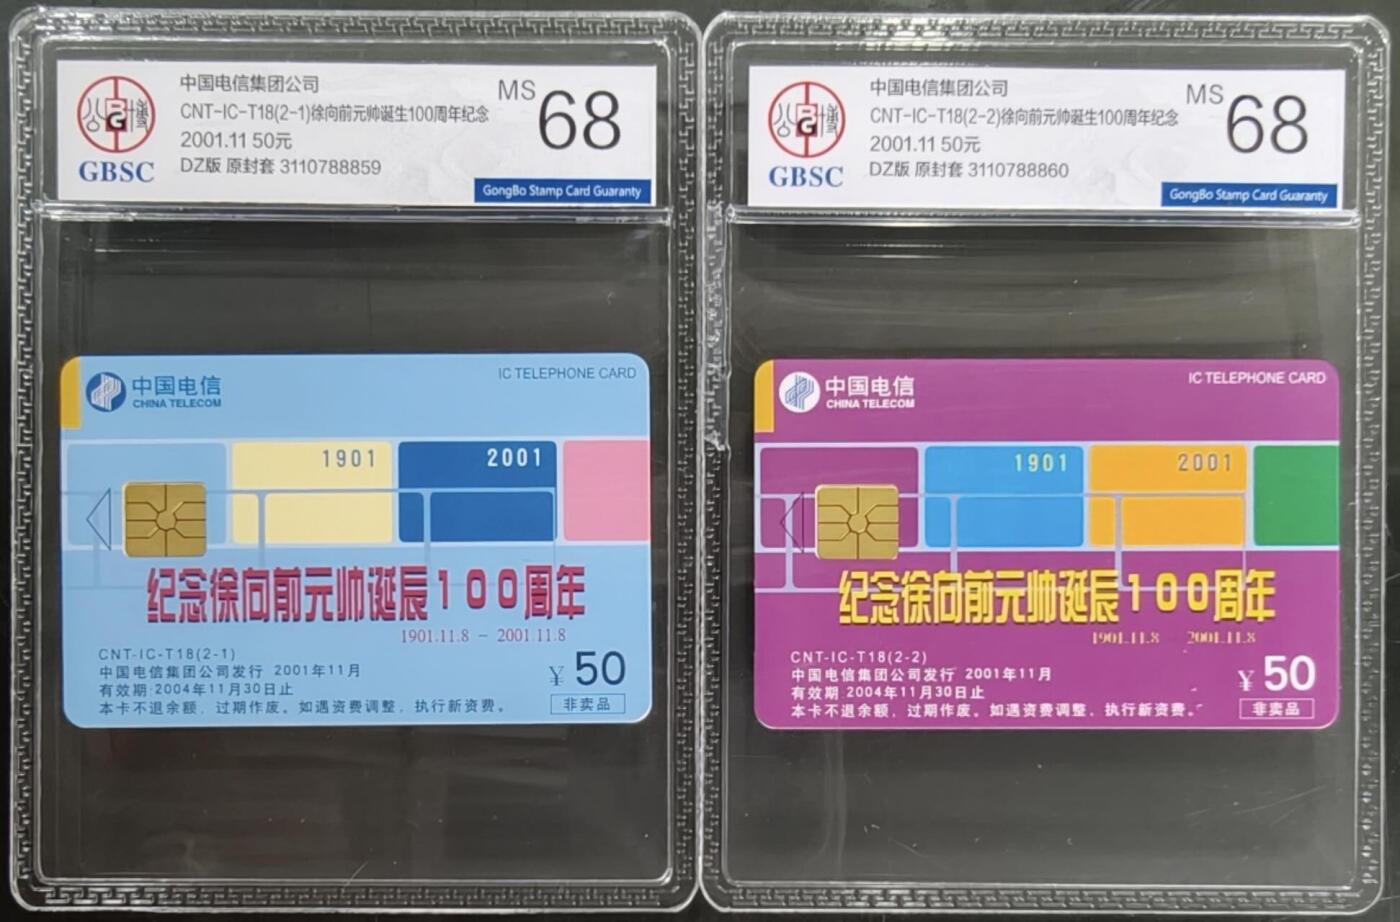 中国电信集团公司
CNT-IC-T18(2-1)徐向前元帅诞生100周年纪念
2001.11 50元
DZ版 原封套 3110788859
MS 68
GBSC
GongBo Stamp Card Guaranty
中国电信
CHINA TELECOM
IC TELEPHONE CARD
1901
2001
纪念徐向前元帅诞辰100周年
1901.11.8 - 2001.11.8
CNT-IC-T18(2-1)
中国电信集团公司发行 2001年11月
有效期:2004年11月30日止
本卡不退余额，过期作废。如遇资费调整，执行新资费。
¥ 50
非卖品
中国电信集团公司
CNT-IC-T18(2-2)徐向前元帅诞生100周年纪念
2001.11 50元
DZ版 原封套 3110788860
MS 68
GBSC
GongBo Stamp Card Guaranty
中国电信
CHINA TELECOM
IC TELEPHONE CARD
1901
2001
纪念徐向前元帅诞辰100周年
1901.11.8 2001.11.8
CNT-IC-T18(2-2)
中国电信集团公司发行 2001年11月
有效期:2004年11月30日止
本卡不退余额，过期作废。如遇资费调整，执行新资费。
¥ 50
非卖品